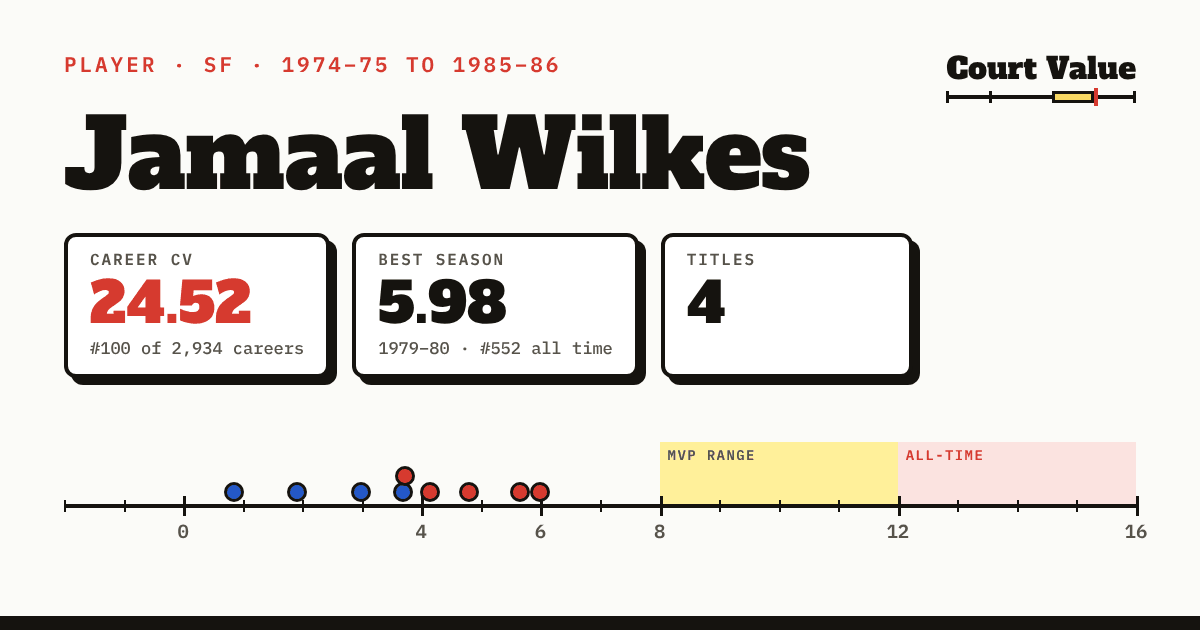 PLAYER · SF · 1974–75 TO 1985–86
Court Value
Jamaal Wilkes
CAREER CV
24.52
#100 of 2,934 careers
BEST SEASON
5.98
1979–80 · #552 all time
TITLES
4
MVP RANGE
ALL-TIME
0 4 6 8 12 16